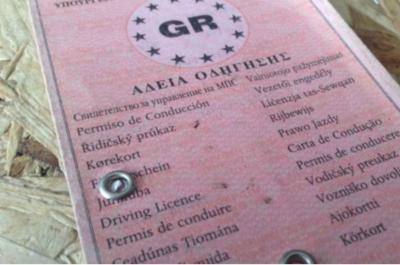 GR
ΑΔΕΙΑ ΟΔΗΓΗΣΗΣ
Свидетелство за управление на МПС
Permiso de Conducción
Řidičský průkaz
Kørekort
Driving Licence
Permis de conduire
Ceadúnas Tiomána
Vairuotojo pažymėjimas
Vezetői engedély
Liċenzja tas-Sewqan
Rijbewijs
Prawo Jazdy
Carta de Condução
Permis de conducere
Vodičský preukaz
Vozniško dovolj
Ajokortti
Körkort